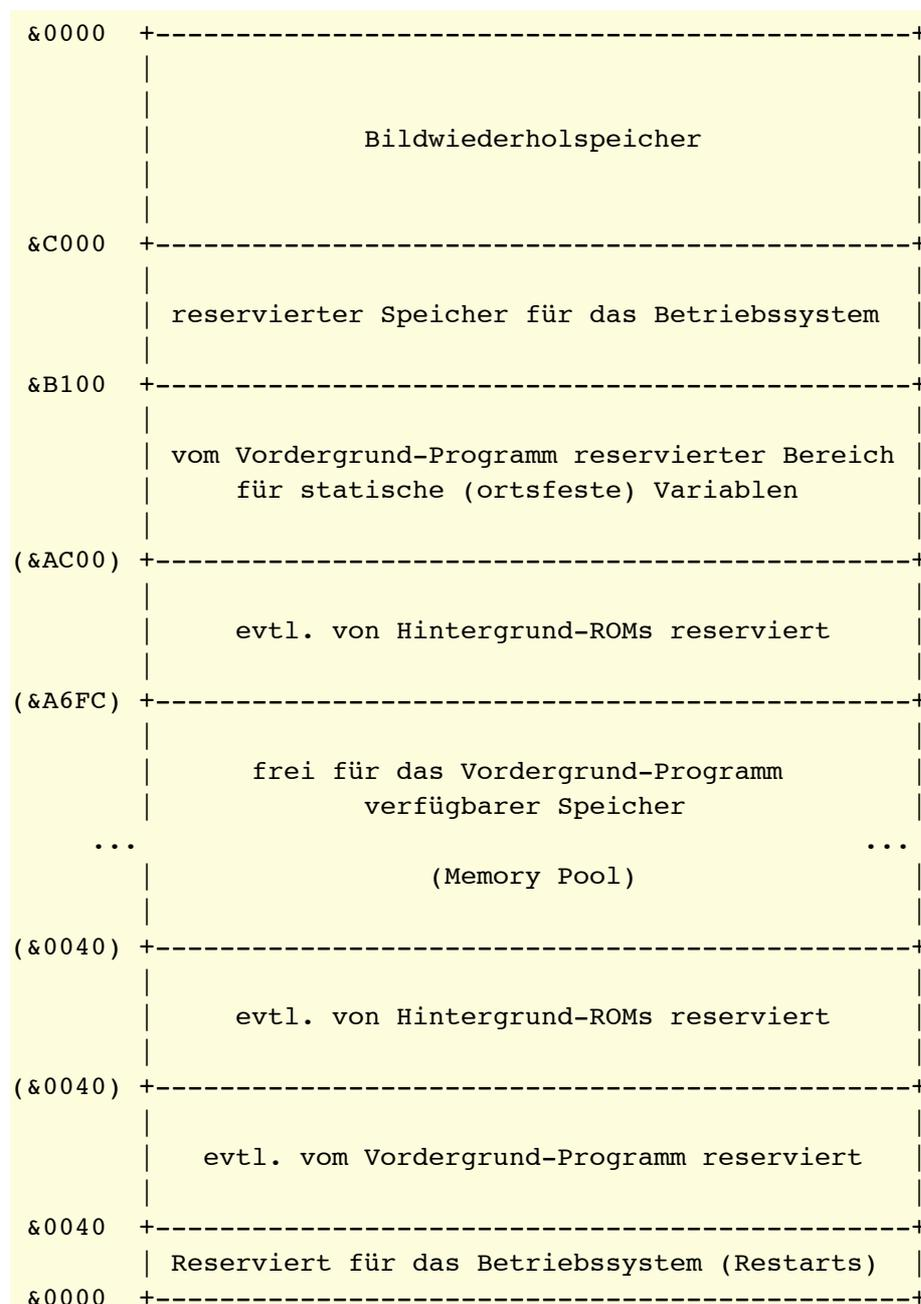 &0000 +-----------------------------------------------+
Bildwiederholspeicher
&C000 +-----------------------------------------------+
| reservierter Speicher für das Betriebssystem |
&B100 +-----------------------------------------------+
| vom Vordergrund-Programm reservierter Bereich |
| für statische (ortsfeste) Variablen |
(&AC00) +-----------------------------------------------+
| evtl. von Hintergrund-ROMs reserviert |
(&A6FC) +-----------------------------------------------+
| frei für das Vordergrund-Programm |
| verfügbarer Speicher |
... ...
| (Memory Pool) |
(&0040) +-----------------------------------------------+
| evtl. von Hintergrund-ROMs reserviert |
(&0040) +-----------------------------------------------+
| evtl. vom Vordergrund-Programm reserviert |
&0040 +-----------------------------------------------+
| Reserviert für das Betriebssystem (Restarts) |
&0000 +-----------------------------------------------+